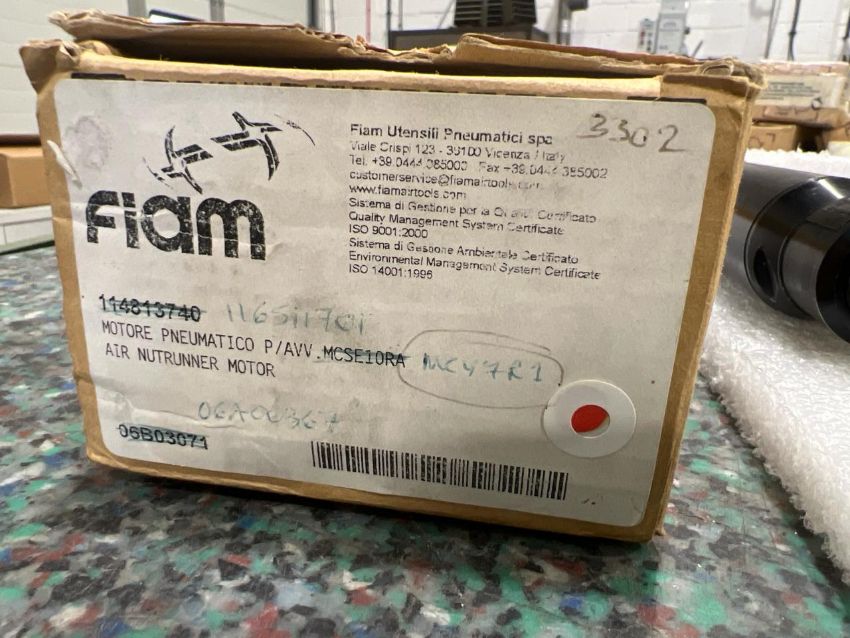 3302
Fiam Utensili Pneumatici spa
Viale Crispi 123 - 36100 Vicenza / Italy
Tel. +39.0444 385000 Fax +39.0444 385002
customerservice@fiamairtools.com
www.fiamairtools.com
Sistema di Gestione per la Qualità Certificato
Quality Management System Certificate
ISO 9001:2000
Sistema di Gestione Ambientale Certificato
Environmental Management System Certificate
ISO 14001:1996
Fiam
114813740
MOTORE PNEUMATICO P/AVV.MCSE10RA
AIR NUTRUNNER MOTOR
MCY7R1
06B03071